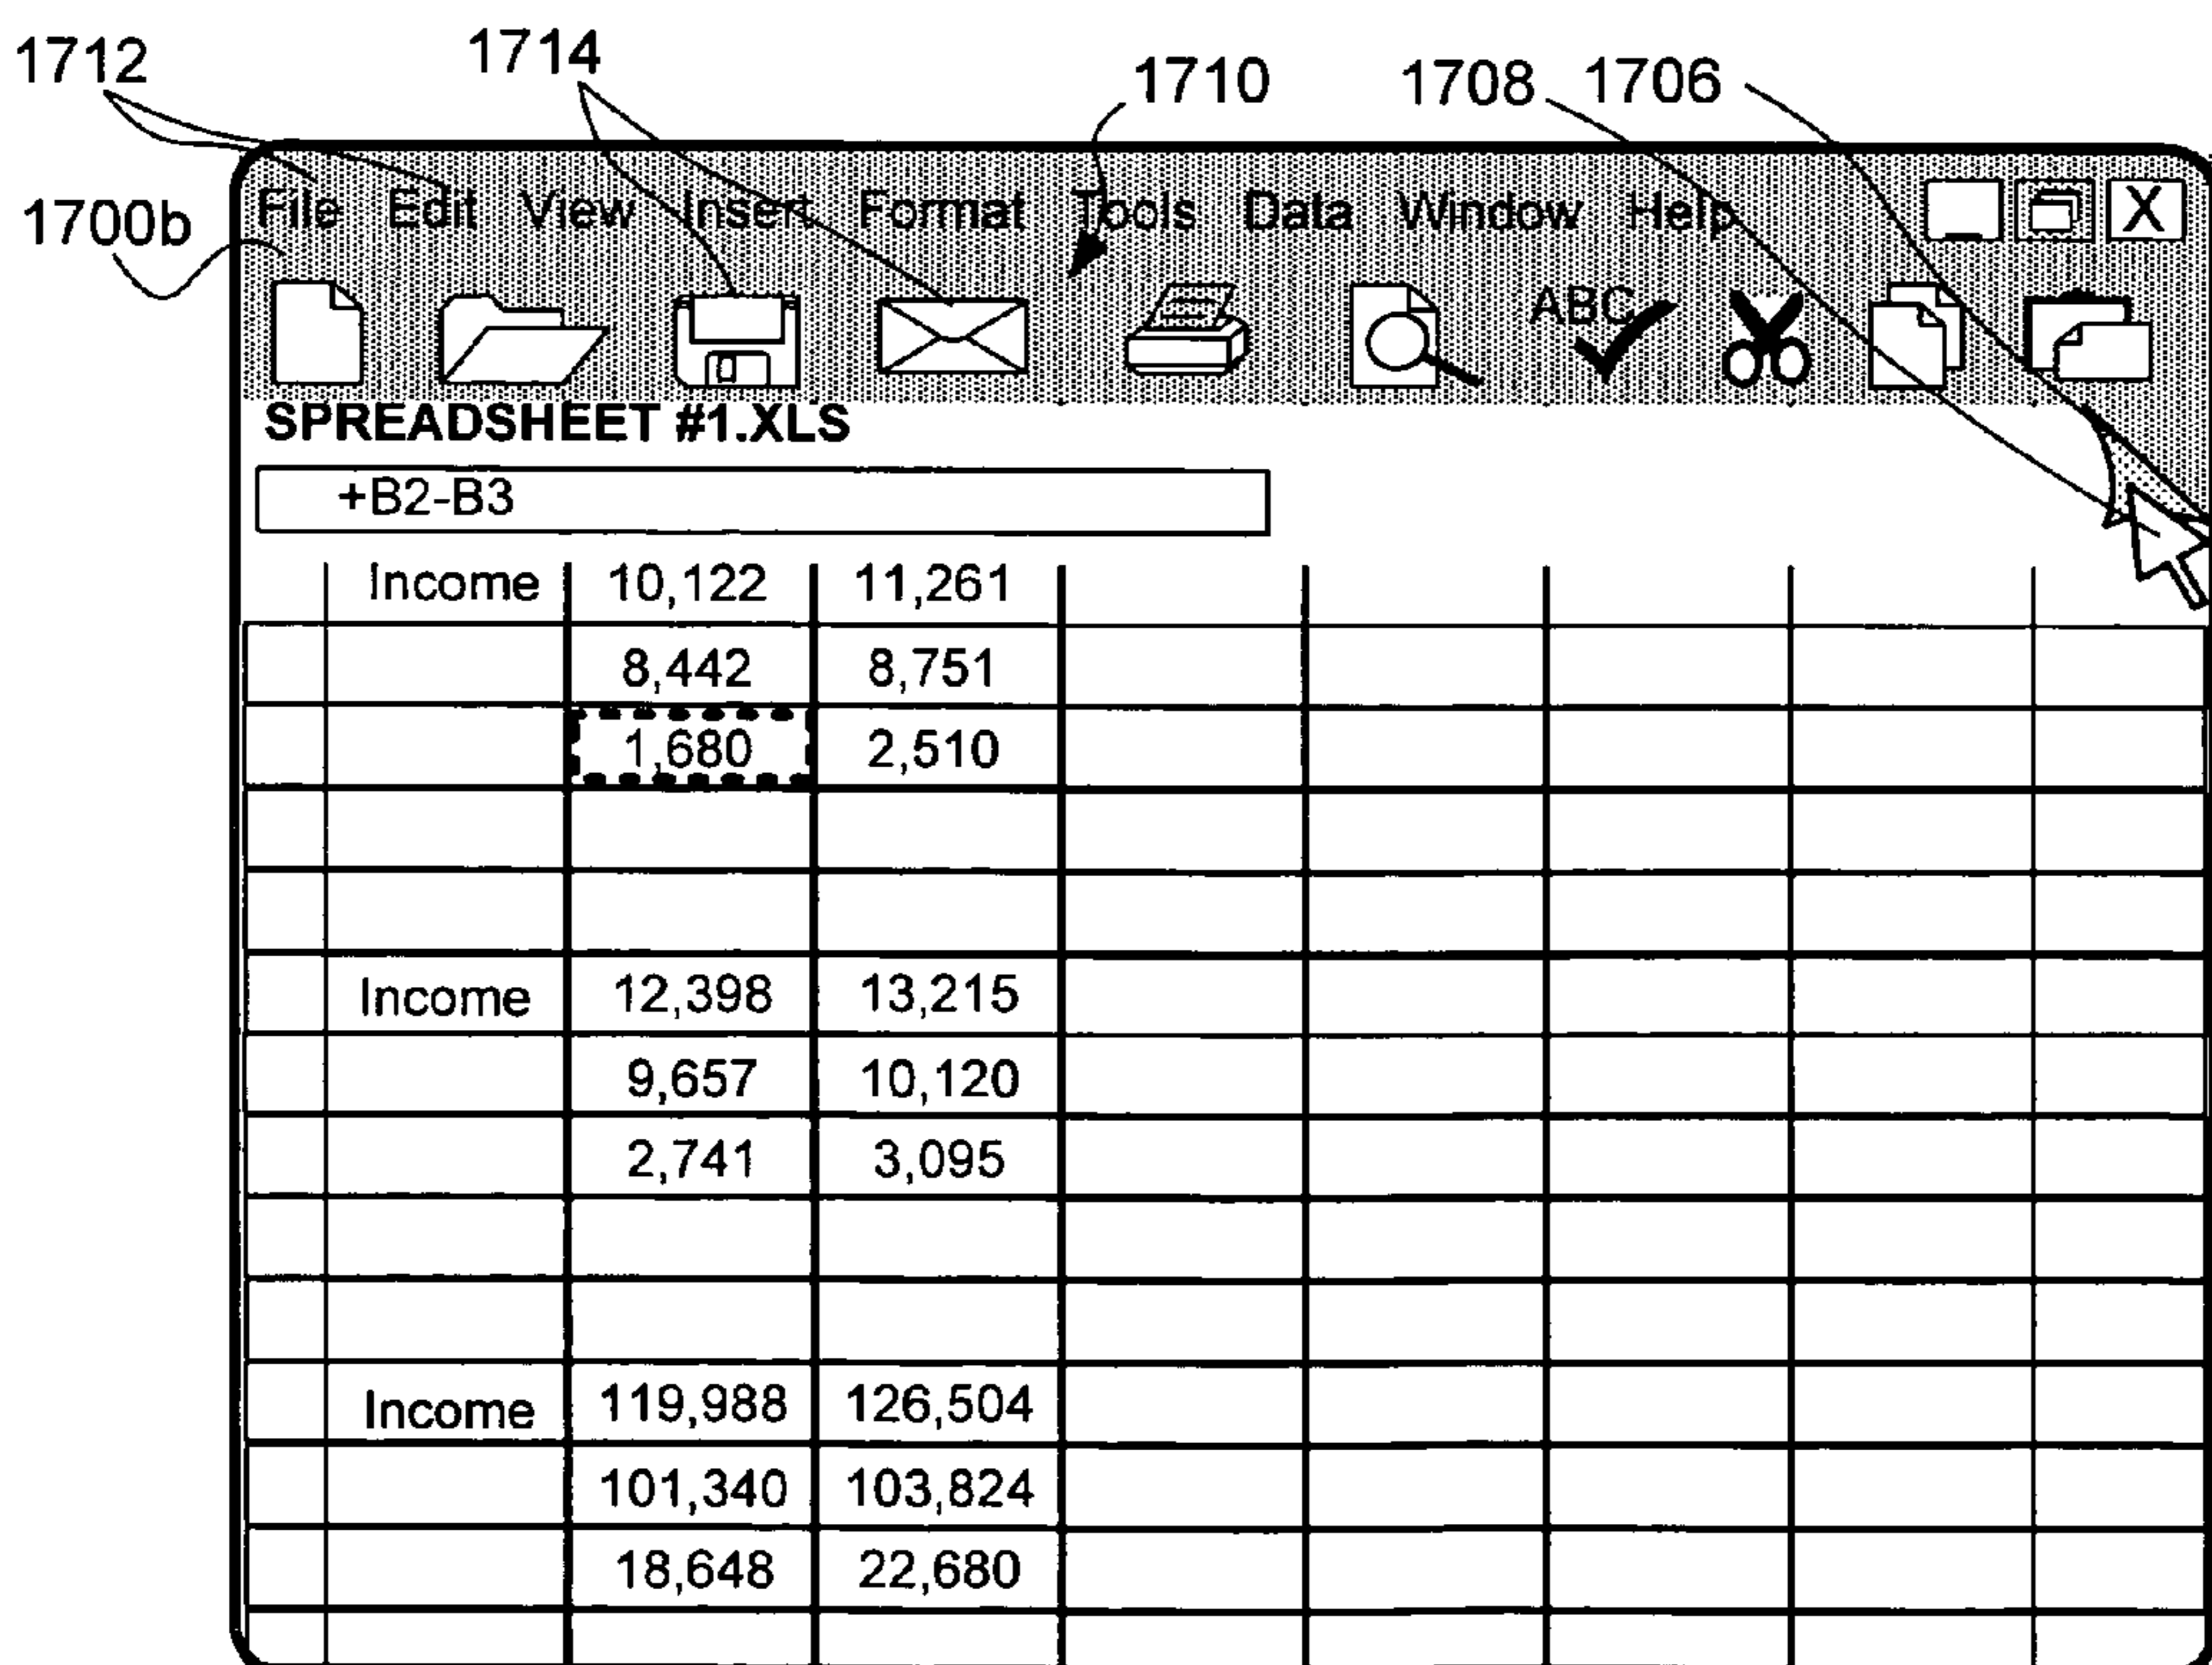 1712 1714 1710 1708 1706
1700b
File Edit View Insert Format Tools Data Window Help X
ABC
SPREADSHEET #1.XLS
+B2-B3
Income 10,122 11,261
8,442 8,751
1,680 2,510
Income 12,398 13,215
9,657 10,120
2,741 3,095
Income 119,988 126,504
101,340 103,824
18,648 22,680